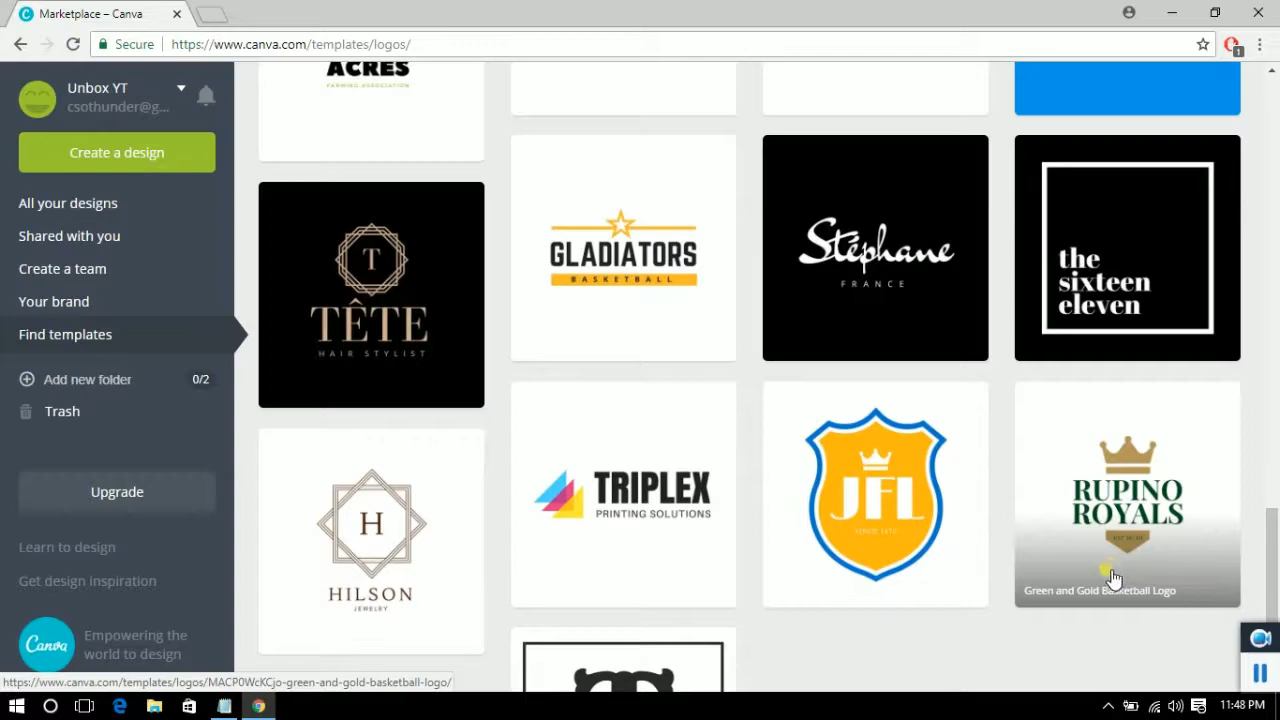 Marketplace – Canva
Secure
https://www.canva.com/templates/logos/
1
Unbox YT
csothunder@g...
Create a design
All your designs
Shared with you
Create a team
Your brand
Find templates
Add new folder
0/2
Trash
Upgrade
Learn to design
Get design inspiration
Canva
Empowering the
world to design
ACRES
FARMING ASSOCIATION
T
TÊTE
HAIR STYLIST
GLADIATORS
BASKETBALL
Stéphane
FRANCE
the
sixteen
eleven
H
HILSON
JEWELRY
TRIPLEX
PRINTING SOLUTIONS
JFL
RUPINO
ROYALS
Green and Gold Basketball Logo
https://www.canva.com/templates/logos/MACP0WcKCjo-green-and-gold-basketball-logo/
11:48 PM